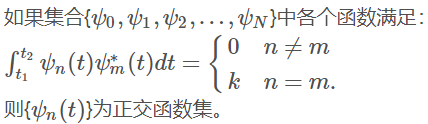 如果集合{ψ₀, ψ₁, ψ₂, …, ψ_N}中各个函数满足:
∫_{t₁}^{t₂} ψₙ(t)ψₘ*(t)dt = { 0 n ≠ m
k n = m.
则{ψₙ(t)}为正交函数集。